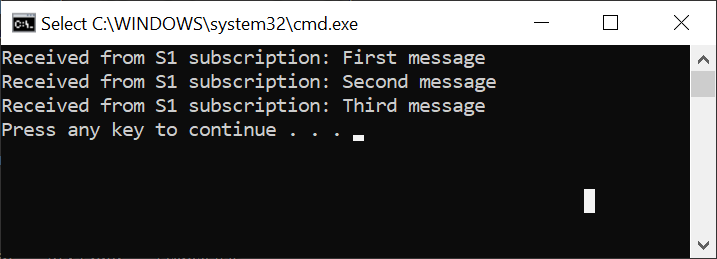 Select C:\WINDOWS\system32\cmd.exe
Received from S1 subscription: First message
Received from S1 subscription: Second message
Received from S1 subscription: Third message
Press any key to continue . . .